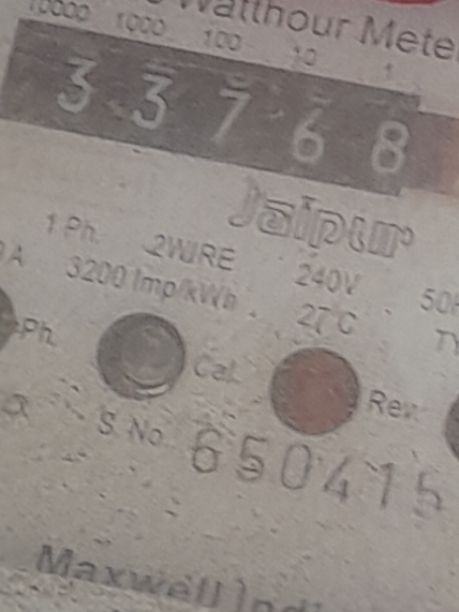 Watthour Meter
10000 1000 100 10 1
3 3 7 6 8
Jaipur
1 Ph. 2WIRE 240V
A 3200 Imp/kWh 27°C
Ph. Cal. Rev.
S. No. 650415
Maxwell